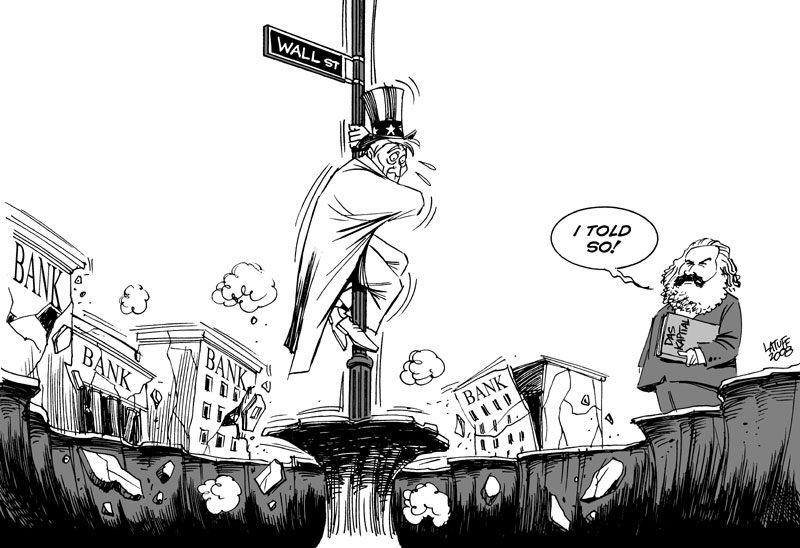 WALL ST
I TOLD
SO!
BANK
BANK
BANK
BANK
DAS
KAPITAL
LATUFF
2008